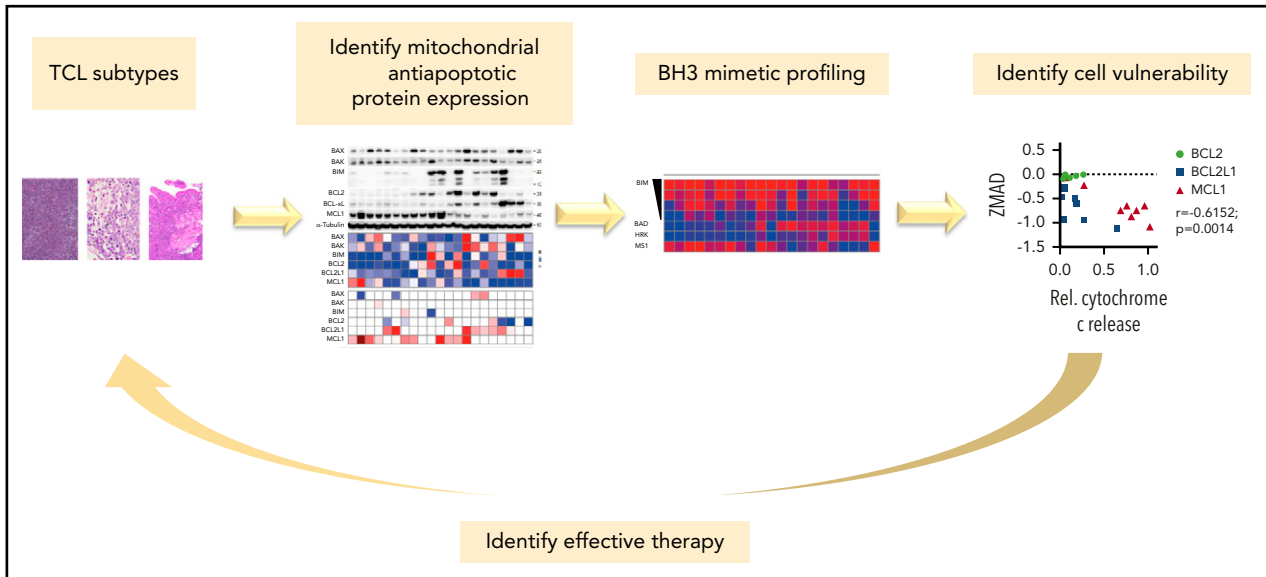 TCL subtypes
Identify mitochondrial
antiapoptotic
protein expression
BH3 mimetic profiling
Identify cell vulnerability
BAX
BAK
BIM
BCL2
BCL-xL
MCL1
α-Tubulin
BAX
BAK
BIM
BCL2
BCL2L1
MCL1
BAX
BAK
BIM
BCL2
BCL2L1
MCL1
BIM
BAD
HRK
MS1
ZMAD
0.5
0.0
-0.5
-1.0
-1.5
0.0 0.5 1.0
Rel. cytochrome
c release
BCL2
BCL2L1
MCL1
r=-0.6152;
p=0.0014
Identify effective therapy